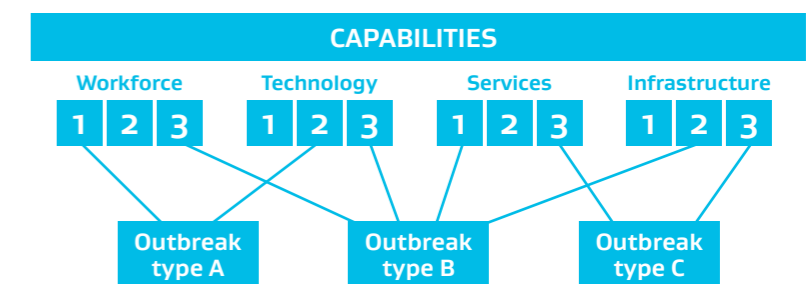 CAPABILITIES
Workforce Technology Services Infrastructure
1 2 3 1 2 3 1 2 3 1 2 3
Outbreak Outbreak Outbreak
type A type B type C